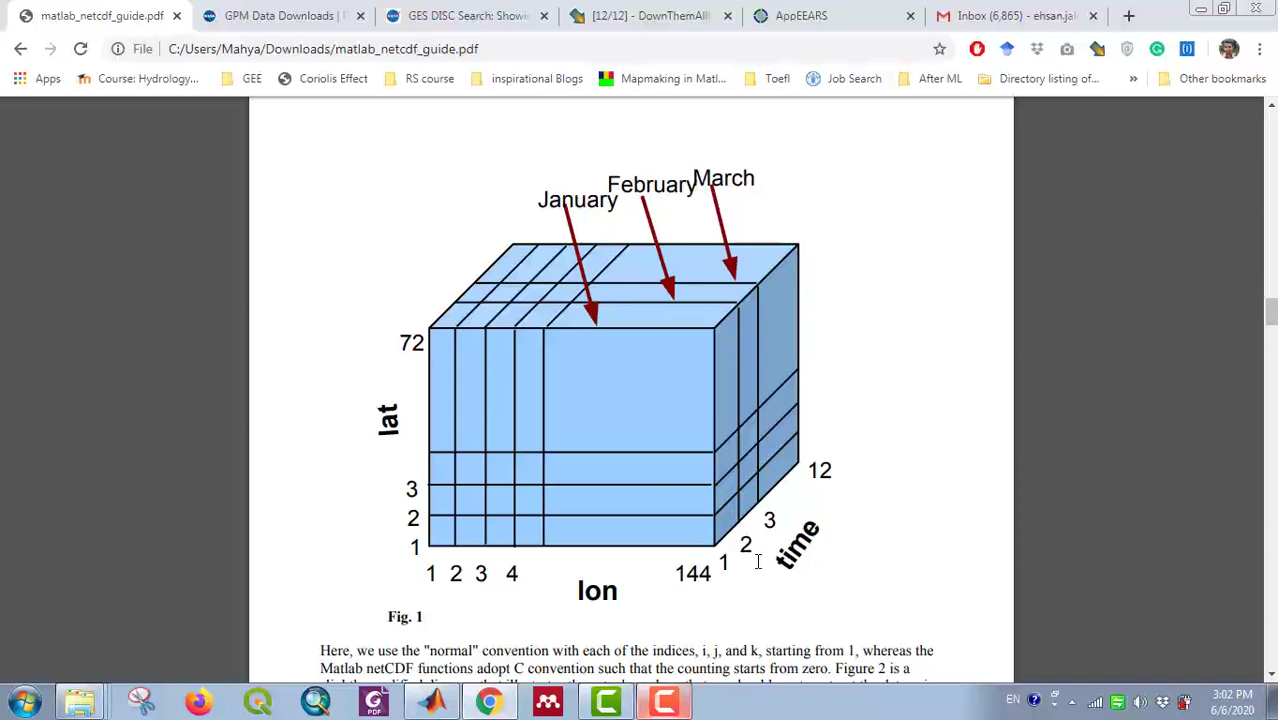 matlab_netcdf_guide.pdf
GPM Data Downloads |
GES DISC Search: Showi
[12/12] - DownThemAll
AppEEARS
Inbox (6,865) - ehsan.jal
File
C:/Users/Mahya/Downloads/matlab_netcdf_guide.pdf
Apps
Course: Hydrology...
GEE
Coriolis Effect
RS course
inspirational Blogs
Mapmaking in Matl...
Toefl
Job Search
After ML
Directory listing of...
»
Other bookmarks
January
February
March
72
lat
3
2
1
1 2 3 4
lon
144
1
2
3
12
time
Fig. 1
Here, we use the "normal" convention with each of the indices, i, j, and k, starting from 1, whereas the
Matlab netCDF functions adopt C convention such that the counting starts from zero. Figure 2 is a
PDF
EN
3:02 PM
6/6/2020